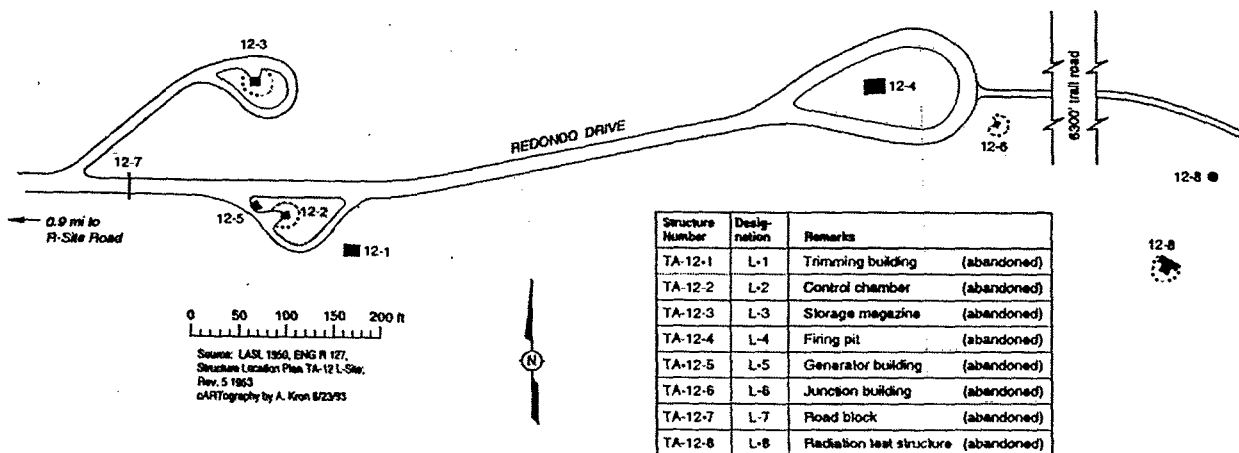 12-3
12-4
REDONDO DRIVE
6300' trail road
12-6
12-7
12-8
12-5
12-2
0.9 mi to
R-Site Road
12-1
12-8
N
0 50 100 200 ft
Source: LASL 1950, ENG R 127,
Structure Location Plan TA-12 L-Site,
Rev. 5 1953
cARTography by A. Kron 8/23/93
Structure Number Desig-nation Remarks
TA-12-1 L-1 Trimming building (abandoned)
TA-12-2 L-2 Control chamber (abandoned)
TA-12-3 L-3 Storage magazine (abandoned)
TA-12-4 L-4 Firing pit (abandoned)
TA-12-5 L-5 Generator building (abandoned)
TA-12-6 L-6 Junction building (abandoned)
TA-12-7 L-7 Road block (abandoned)
TA-12-8 L-8 Radiation test structure (abandoned)